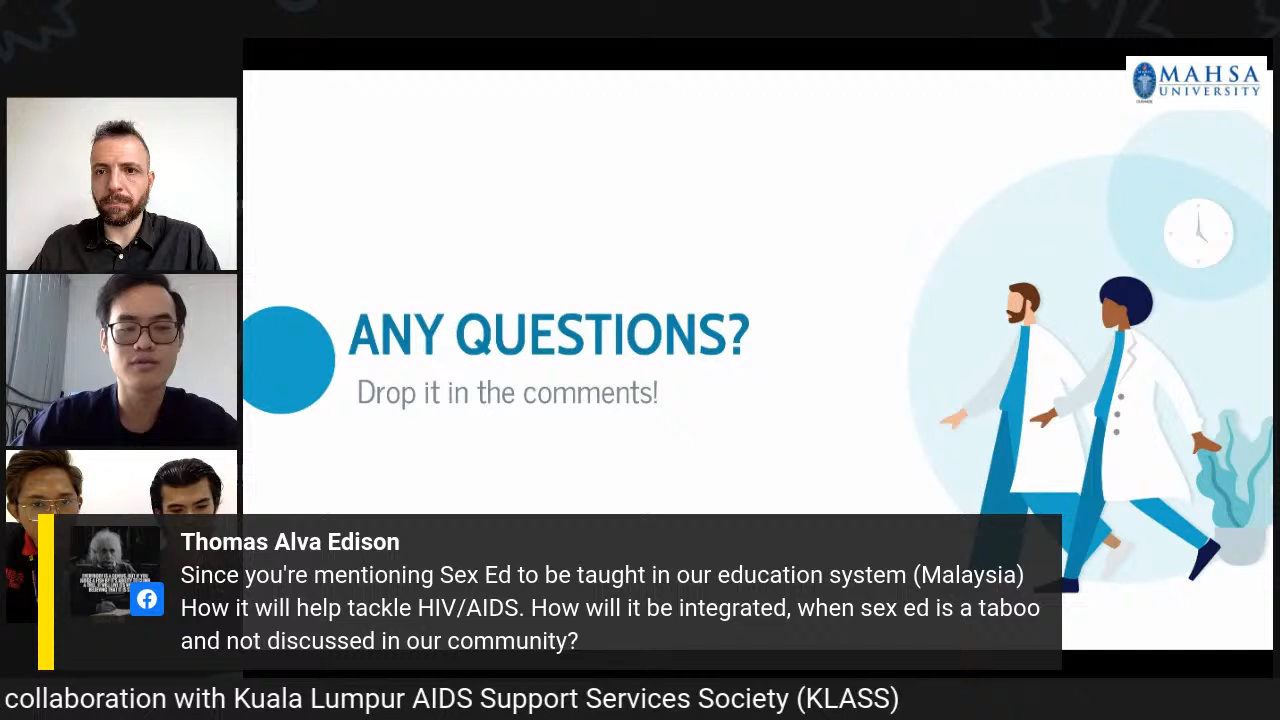 MAHSA
UNIVERSITY
ANY QUESTIONS?
Drop it in the comments!
Thomas Alva Edison
Since you're mentioning Sex Ed to be taught in our education system (Malaysia)
How it will help tackle HIV/AIDS. How will it be integrated, when sex ed is a taboo
and not discussed in our community?
collaboration with Kuala Lumpur AIDS Support Services Society (KLASS)